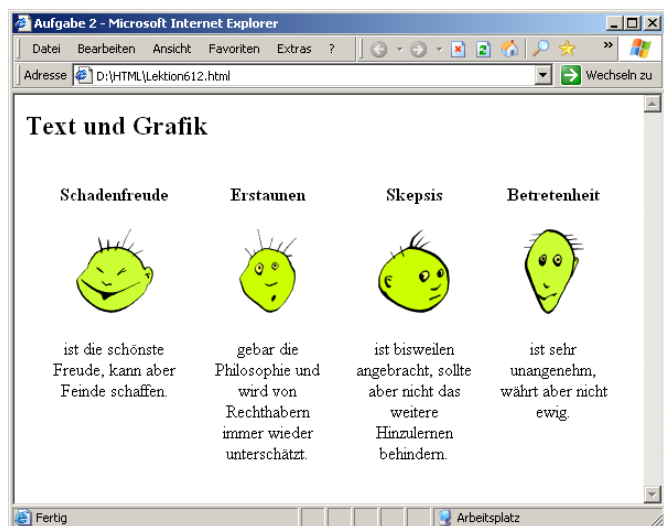 Aufgabe 2 - Microsoft Internet Explorer
Datei Bearbeiten Ansicht Favoriten Extras ? »
Adresse D:\HTML\Lektion612.html Wechseln zu
Text und Grafik
Schadenfreude
ist die schönste
Freude, kann aber
Feinde schaffen.
Erstaunen
gebar die
Philosophie und
wird von
Rechthabern
immer wieder
unterschätzt.
Skepsis
ist bisweilen
angebracht, sollte
aber nicht das
weitere
Hinzulernen
behindern.
Betretenheit
ist sehr
unangenehm,
währt aber nicht
ewig.
Fertig Arbeitsplatz